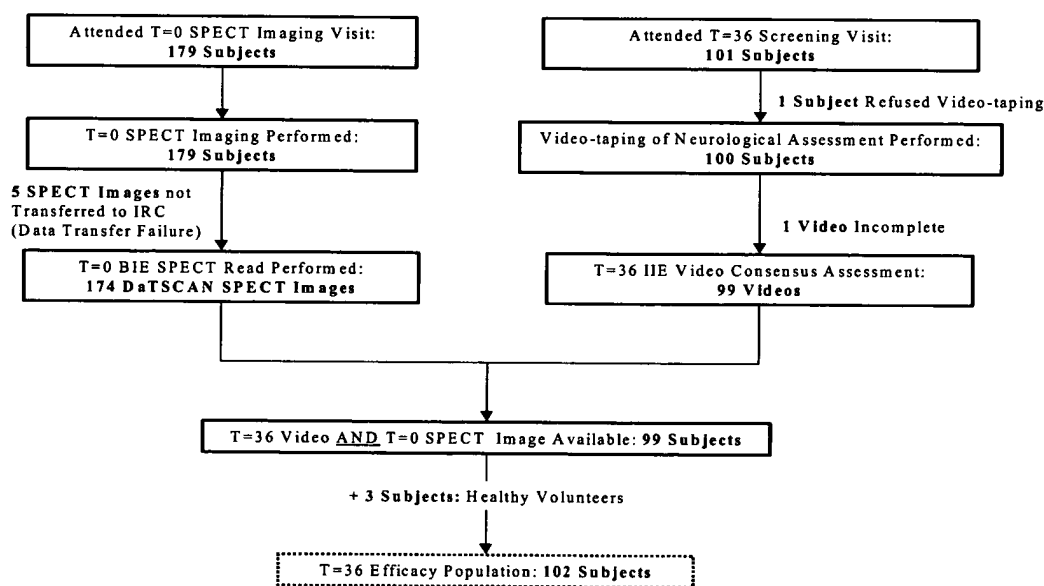 Attended T=0 SPECT Imaging Visit:
179 Subjects
T=0 SPECT Imaging Performed:
179 Subjects
5 SPECT Images not
Transferred to IRC
(Data Transfer Failure)
T=0 BIE SPECT Read Performed:
174 DaTSCAN SPECT Images
Attended T=36 Screening Visit:
101 Subjects
1 Subject Refused Video-taping
Video-taping of Neurological Assessment Performed:
100 Subjects
1 Video Incomplete
T=36 IIE Video Consensus Assessment:
99 Videos
T=36 Video AND T=0 SPECT Image Available: 99 Subjects
+ 3 Subjects: Healthy Volunteers
T=36 Efficacy Population: 102 Subjects